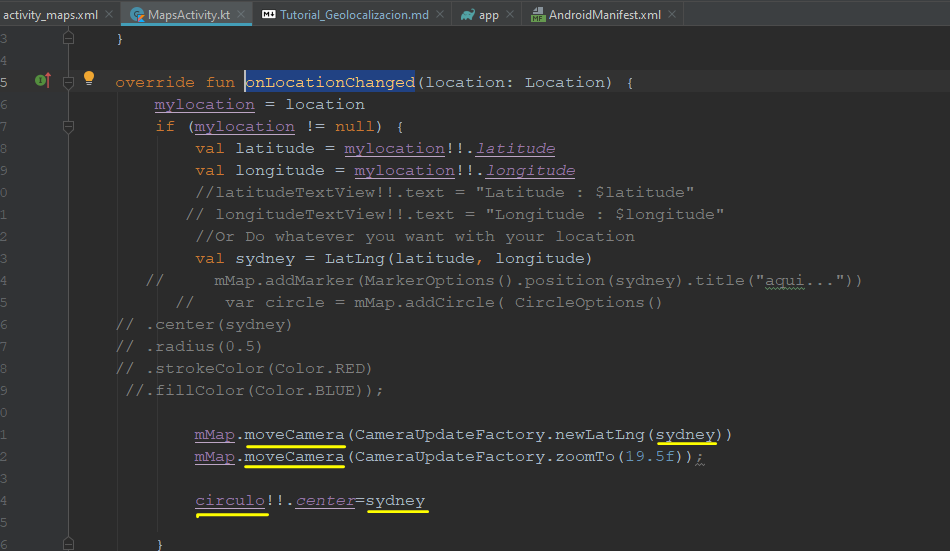 activity_maps.xml MapsActivity.kt Tutorial_Geolocalizacion.md app AndroidManifest.xml
3 }
4
5 override fun onLocationChanged(location: Location) {
6 mylocation = location
7 if (mylocation != null) {
8 val latitude = mylocation!!.latitude
9 val longitude = mylocation!!.longitude
0 //latitudeTextView!!.text = "Latitude : $latitude"
1 // longitudeTextView!!.text = "Longitude : $longitude"
2 //Or Do whatever you want with your location
3 val sydney = LatLng(latitude, longitude)
4 // mMap.addMarker(MarkerOptions().position(sydney).title("aqui..."))
5 // var circle = mMap.addCircle( CircleOptions()
6 // .center(sydney)
7 // .radius(0.5)
8 // .strokeColor(Color.RED)
9 //.fillColor(Color.BLUE));
0
1 mMap.moveCamera(CameraUpdateFactory.newLatLng(sydney))
2 mMap.moveCamera(CameraUpdateFactory.zoomTo(19.5f));
3
4 circulo!!.center=sydney
5
6 }